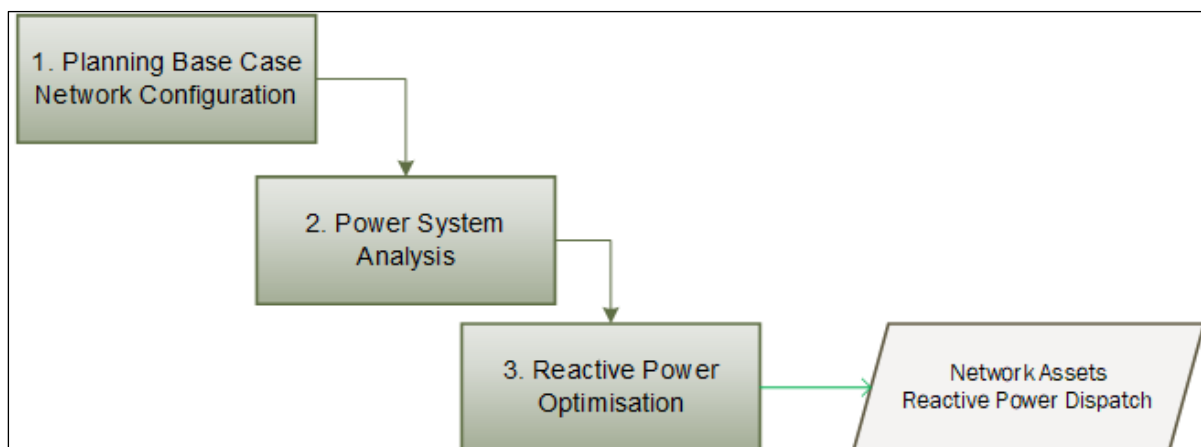 1. Planning Base Case
Network Configuration
2. Power System
Analysis
3. Reactive Power
Optimisation
Network Assets
Reactive Power Dispatch